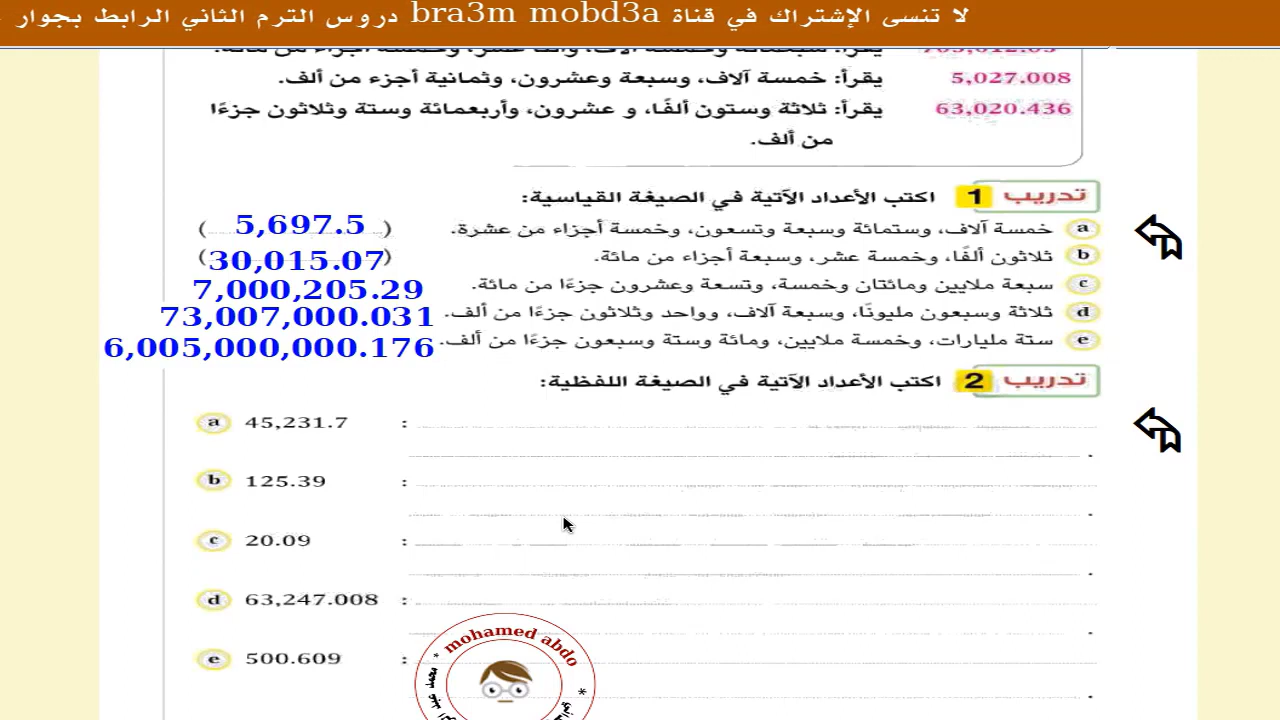 لا تنسى الإشتراك في قناة bra3m mobd3a دروس الترم الثاني الرابط بجوار
5,027.008 يقرأ: خمسة آلاف، وسبعة وعشرون، وثمانية أجزء من ألف.
63,020.436 يقرأ: ثلاثة وستون ألفًا، و عشرون، وأربعمائة وستة وثلاثون جزءًا
من ألف.
تدريب 1 اكتب الأعداد الآتية في الصيغة القياسية:
a خمسة آلاف، وستمائة وسبعة وتسعون، وخمسة أجزاء من عشرة. ( 5,697.5 )
b ثلاثون ألفًا، وخمسة عشر، وسبعة أجزاء من مائة. ( 30,015.07 )
c سبعة ملايين ومائتان وخمسة، وتسعة وعشرون جزءًا من مائة. 7,000,205.29
d ثلاثة وسبعون مليونًا، وسبعة آلاف، وواحد وثلاثون جزءًا من ألف. 73,007,000.031
e ستة مليارات، وخمسة ملايين، ومائة وستة وسبعون جزءًا من ألف. 6,005,000,000.176
تدريب 2 اكتب الأعداد الآتية في الصيغة اللفظية:
a 45,231.7 :
b 125.39 :
c 20.09 :
d 63,247.008 :
e 500.609 :
* mohamed abdo *
محمد عبد